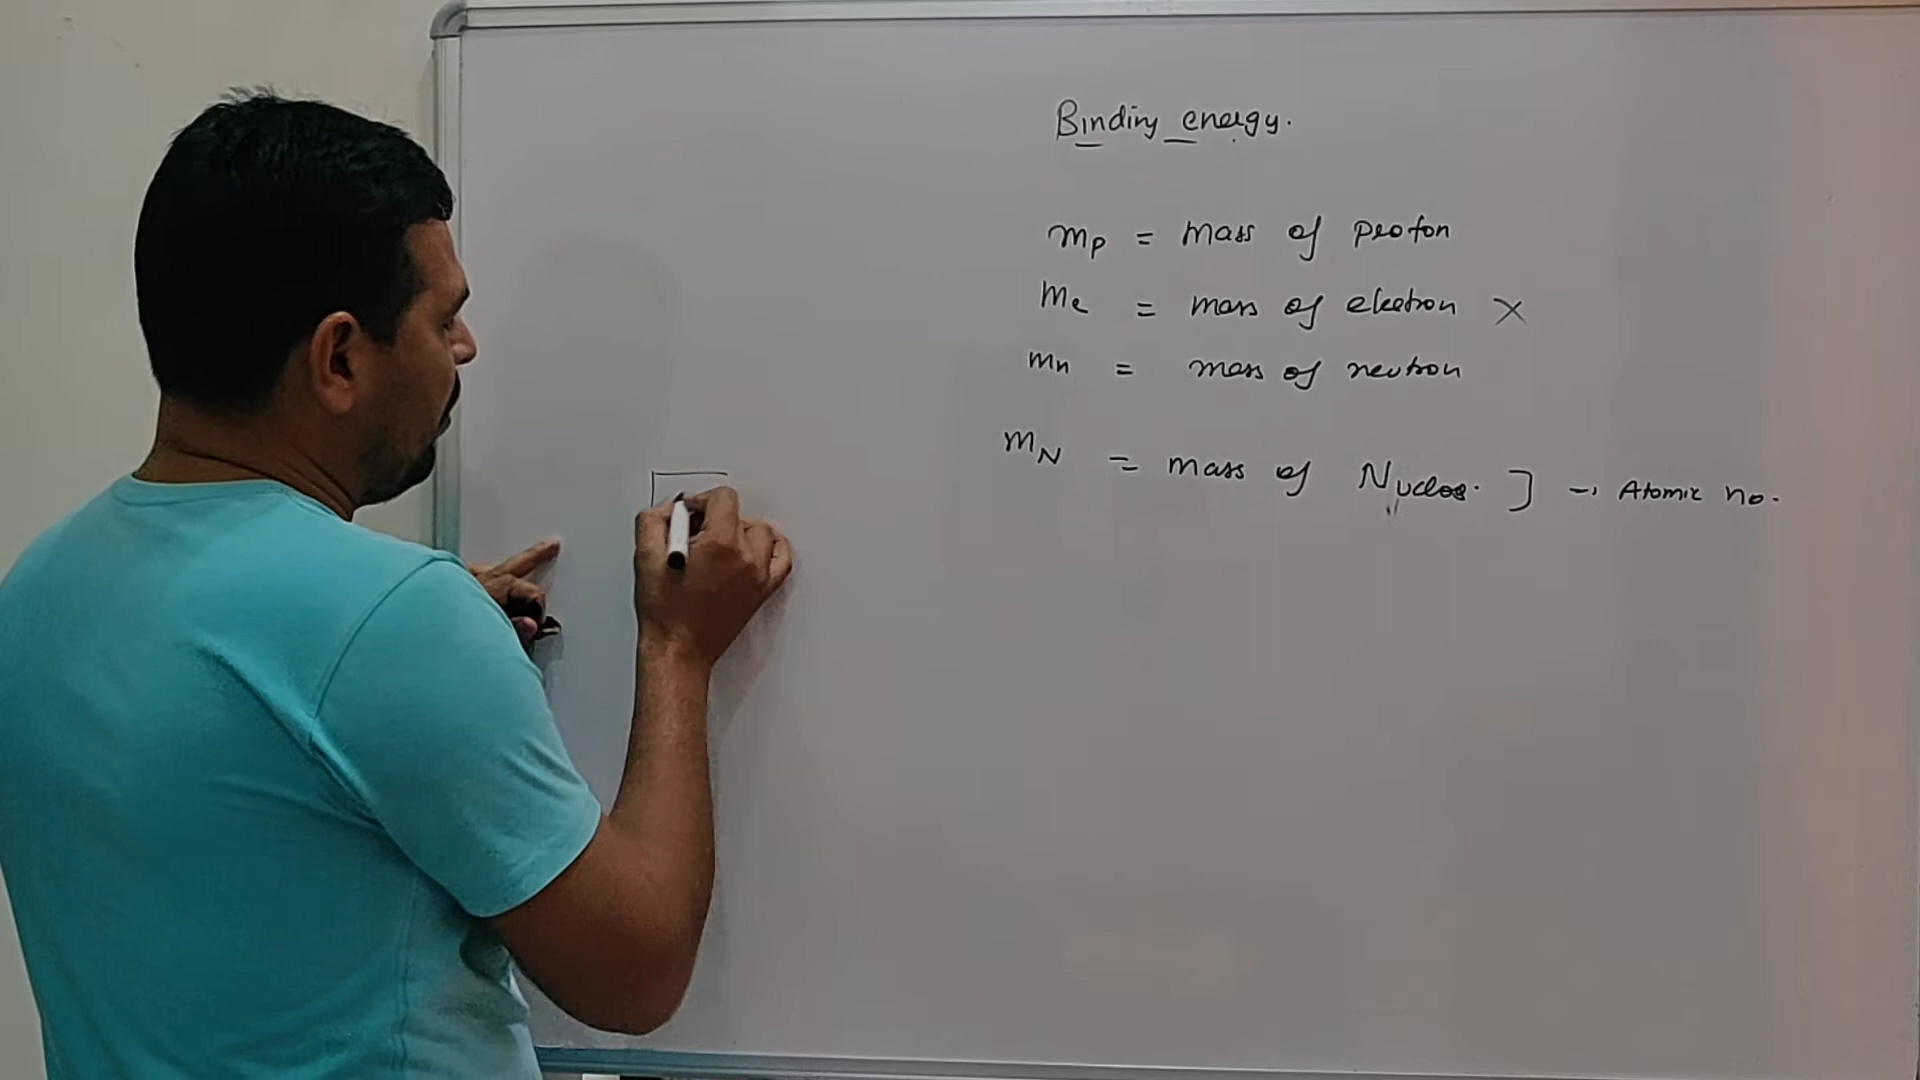 Binding energy.
mp = mass of proton
me = mass of electron ×
mn = mass of neutron
mN = mass of Nucleos. ] → Atomic no.